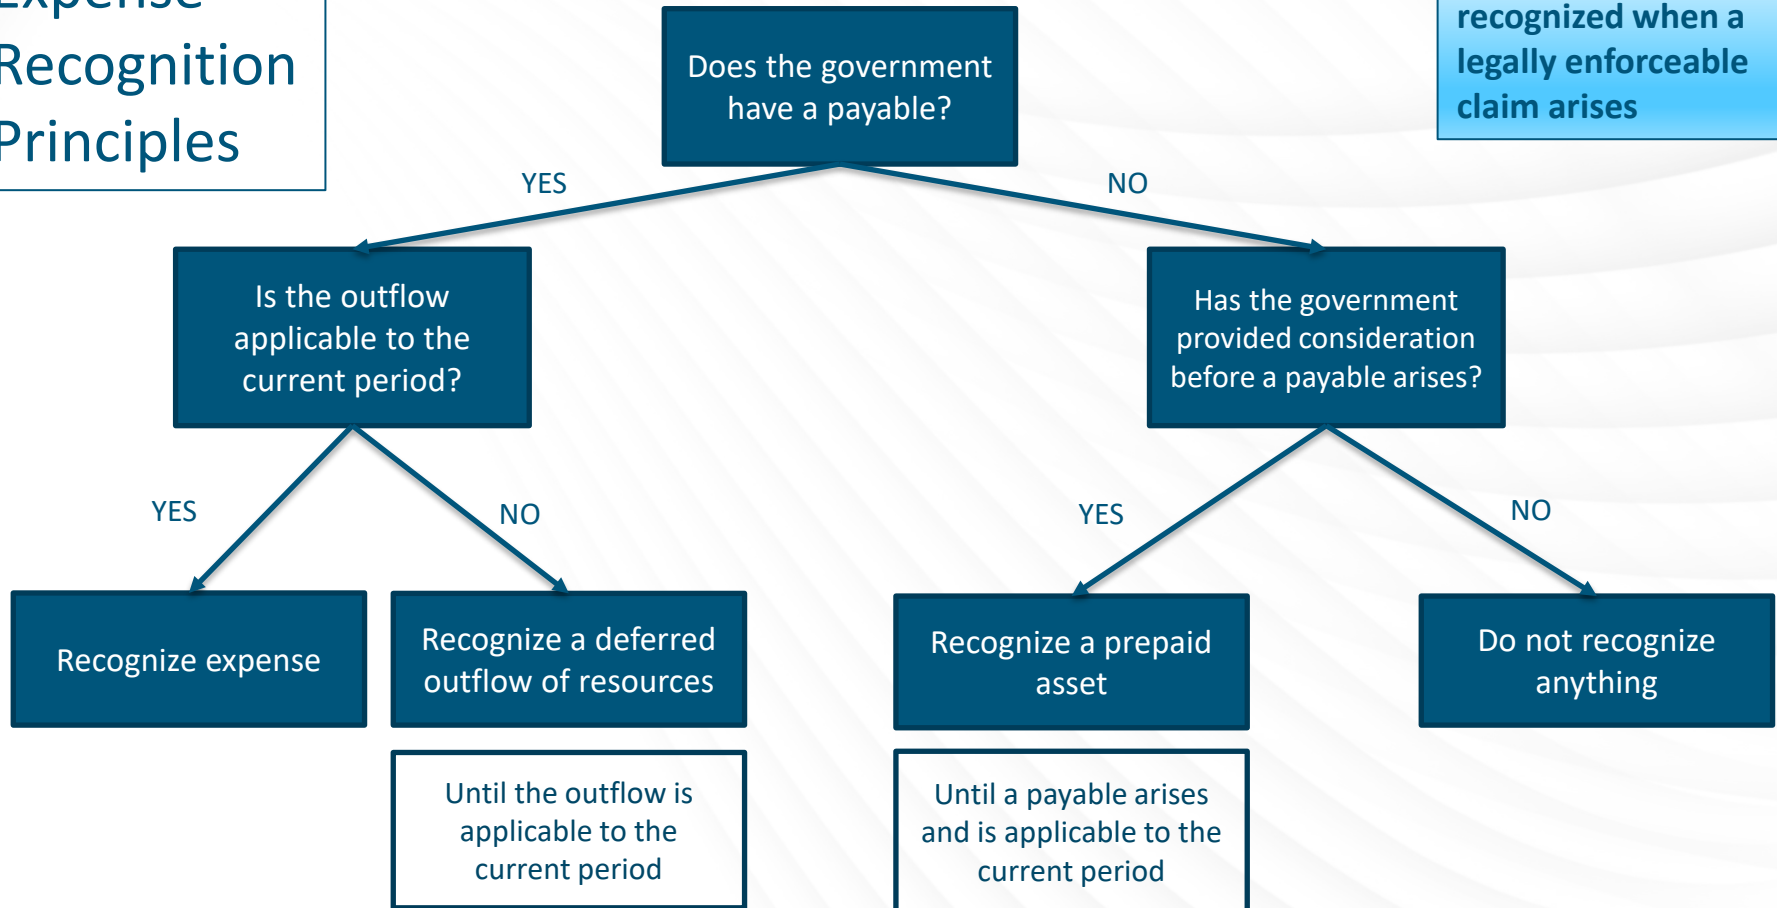 Expense
Recognition
Principles
recognized when a
legally enforceable
claim arises
Does the government
have a payable?
YES
NO
Is the outflow
applicable to the
current period?
Has the government
provided consideration
before a payable arises?
YES
NO
YES
NO
Recognize expense
Recognize a deferred
outflow of resources
Recognize a prepaid
asset
Do not recognize
anything
Until the outflow is
applicable to the
current period
Until a payable arises
and is applicable to the
current period